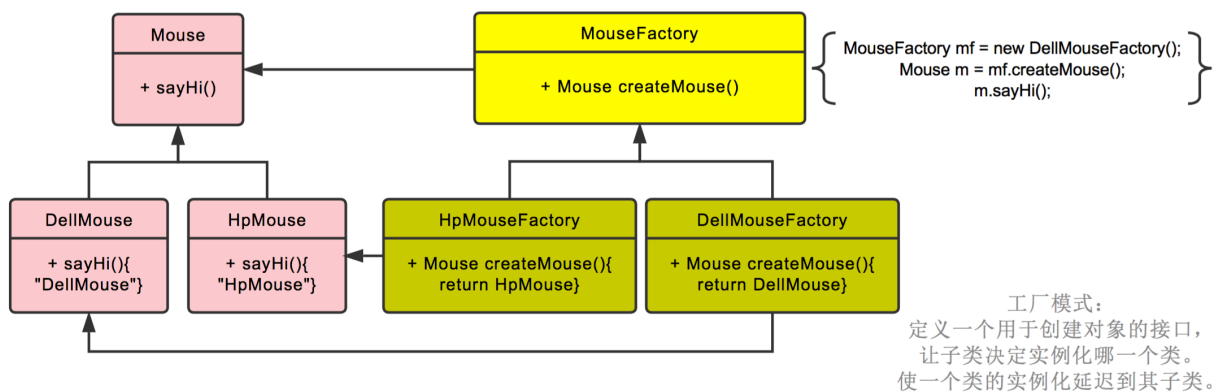 Mouse
+ sayHi()
MouseFactory
+ Mouse createMouse()
MouseFactory mf = new DellMouseFactory();
Mouse m = mf.createMouse();
m.sayHi();
DellMouse
+ sayHi(){
"DellMouse"}
HpMouse
+ sayHi(){
"HpMouse"}
HpMouseFactory
+ Mouse createMouse(){
return HpMouse}
DellMouseFactory
+ Mouse createMouse(){
return DellMouse}
工厂模式：
定义一个用于创建对象的接口，
让子类决定实例化哪一个类。
使一个类的实例化延迟到其子类。